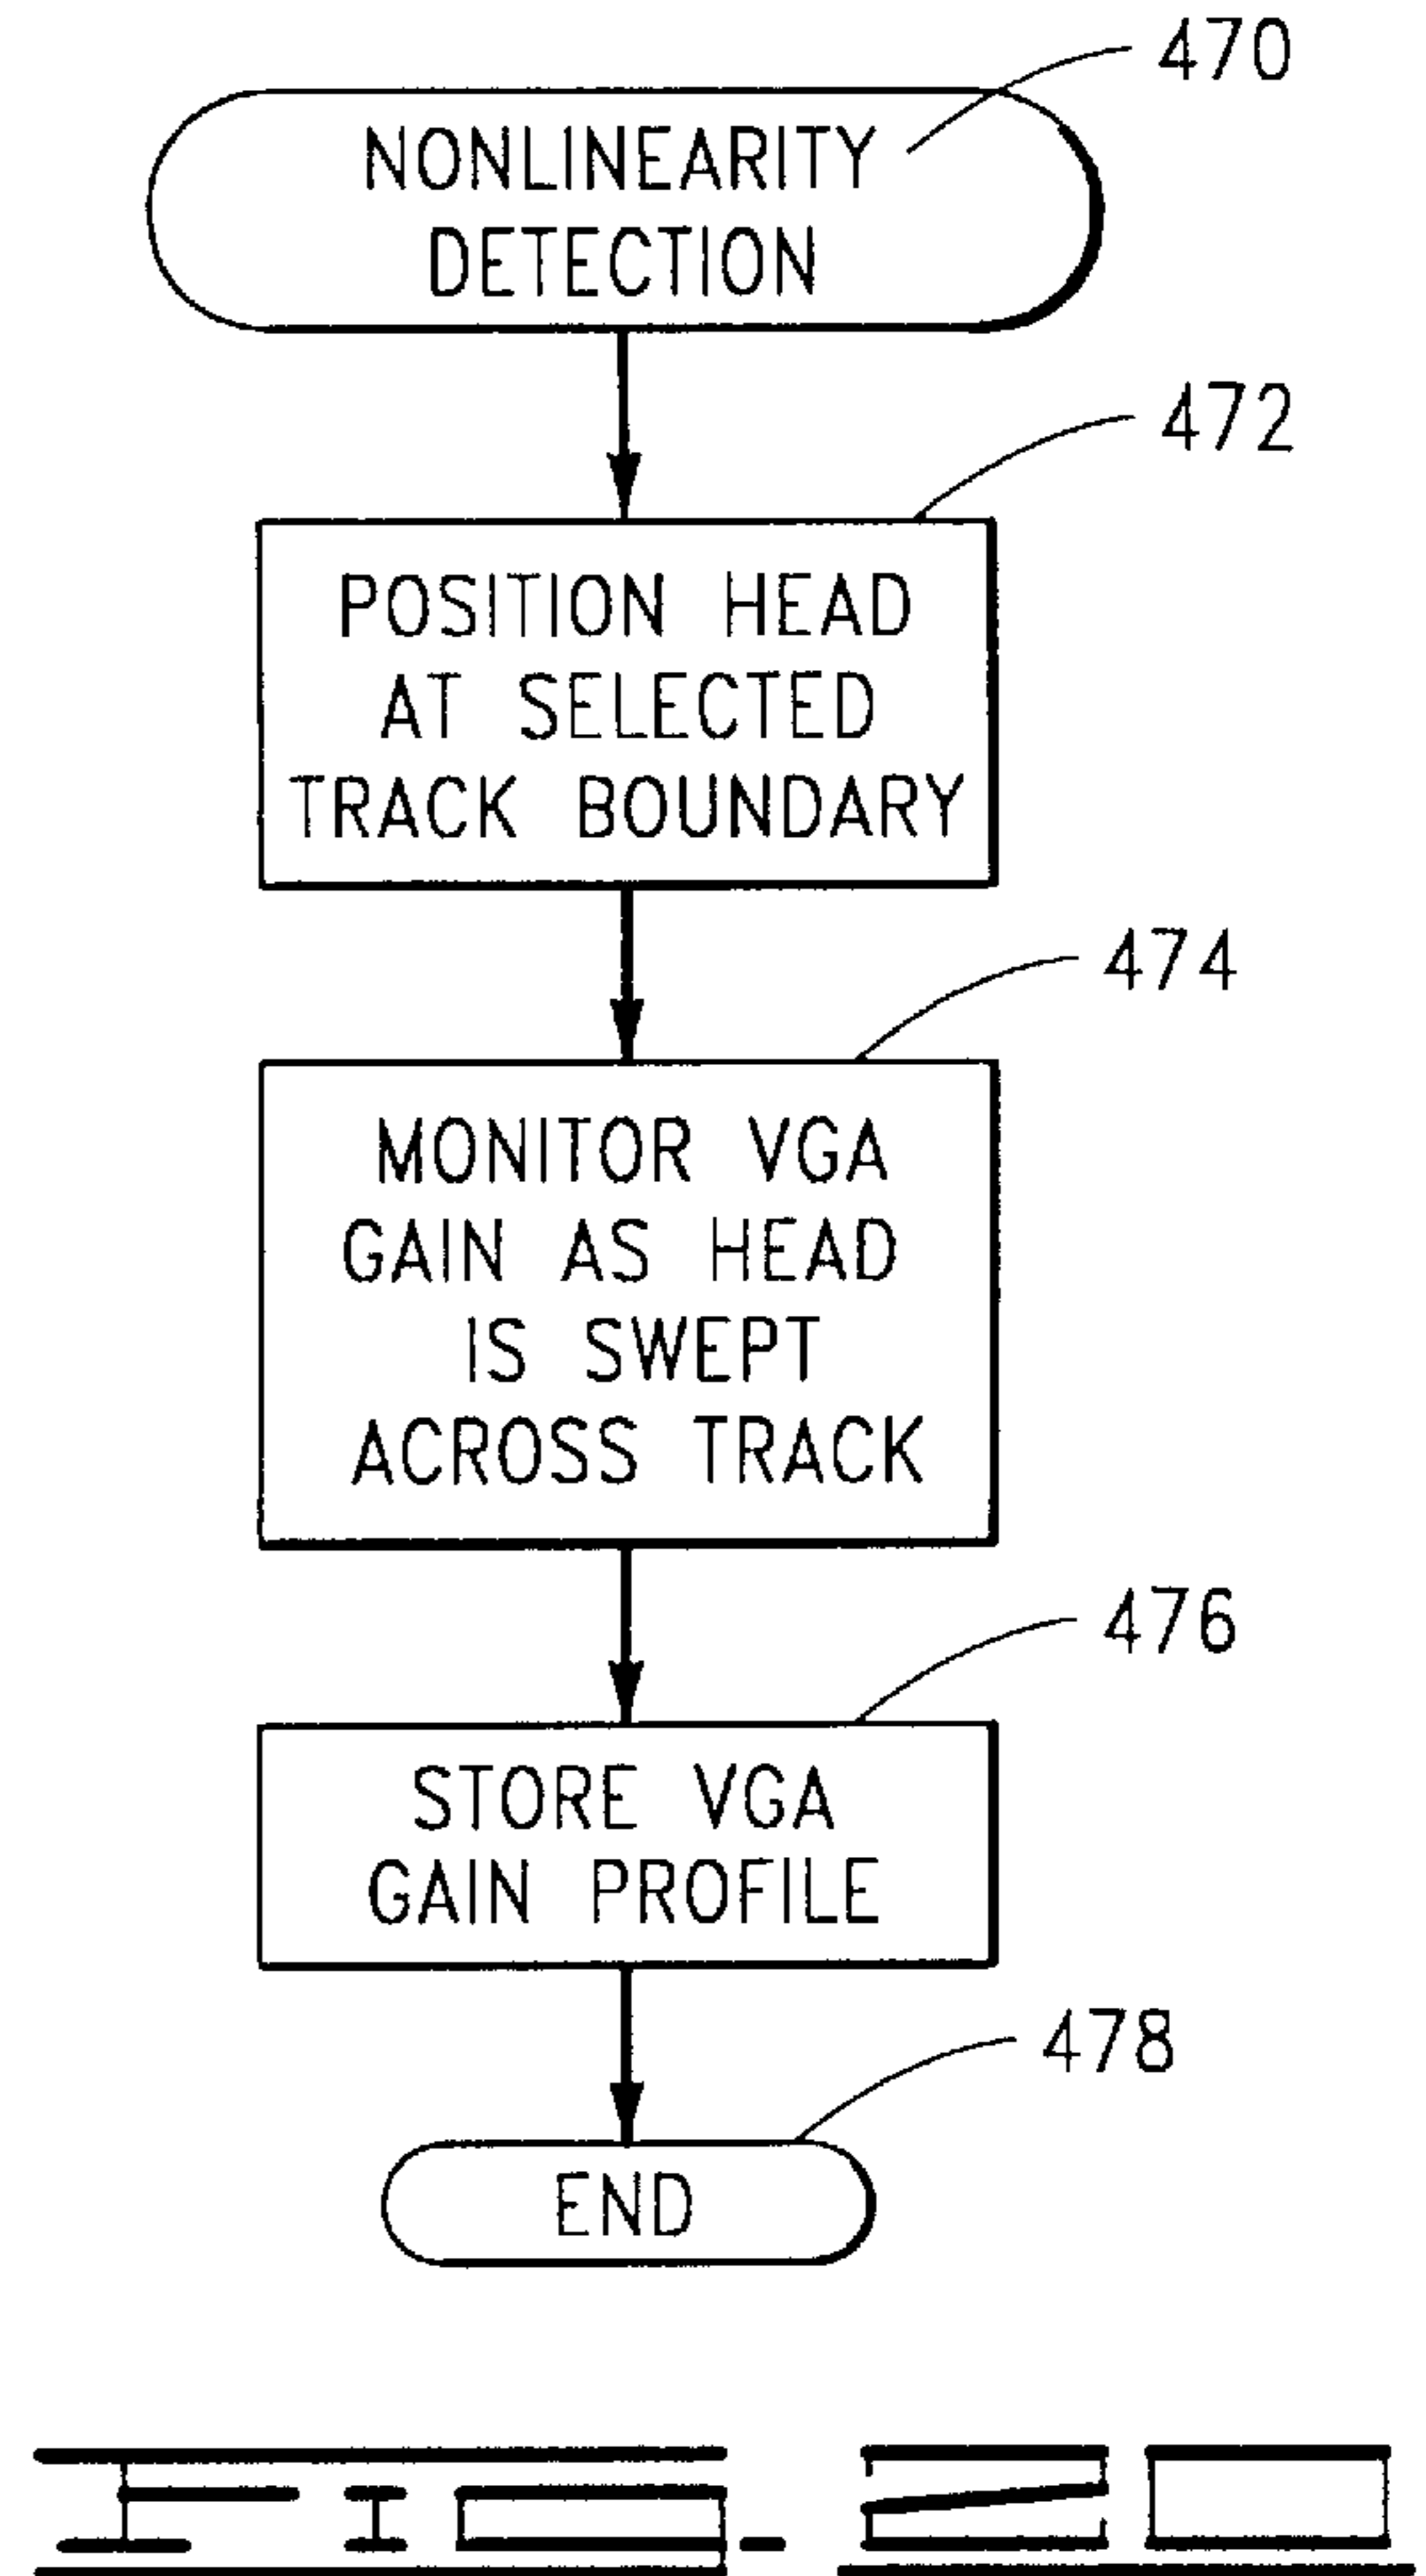 470
NONLINEARITY
DETECTION
472
POSITION HEAD
AT SELECTED
TRACK BOUNDARY
474
MONITOR VGA
GAIN AS HEAD
IS SWEPT
ACROSS TRACK
476
STORE VGA
GAIN PROFILE
478
END
FIG. 20